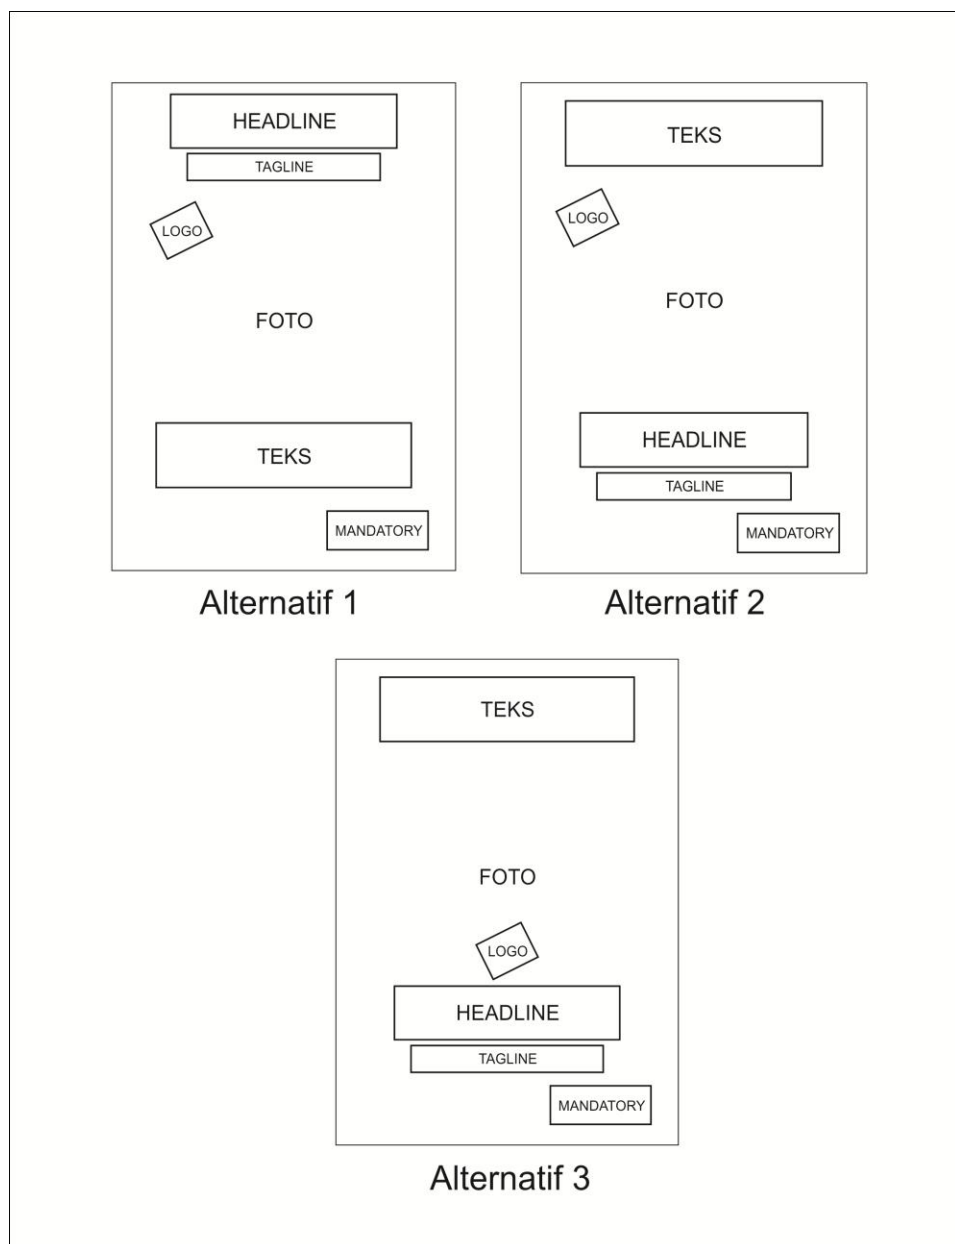 HEADLINE
TAGLINE
LOGO
FOTO
TEKS
MANDATORY
Alternatif 1
TEKS
LOGO
FOTO
HEADLINE
TAGLINE
MANDATORY
Alternatif 2
TEKS
FOTO
LOGO
HEADLINE
TAGLINE
MANDATORY
Alternatif 3